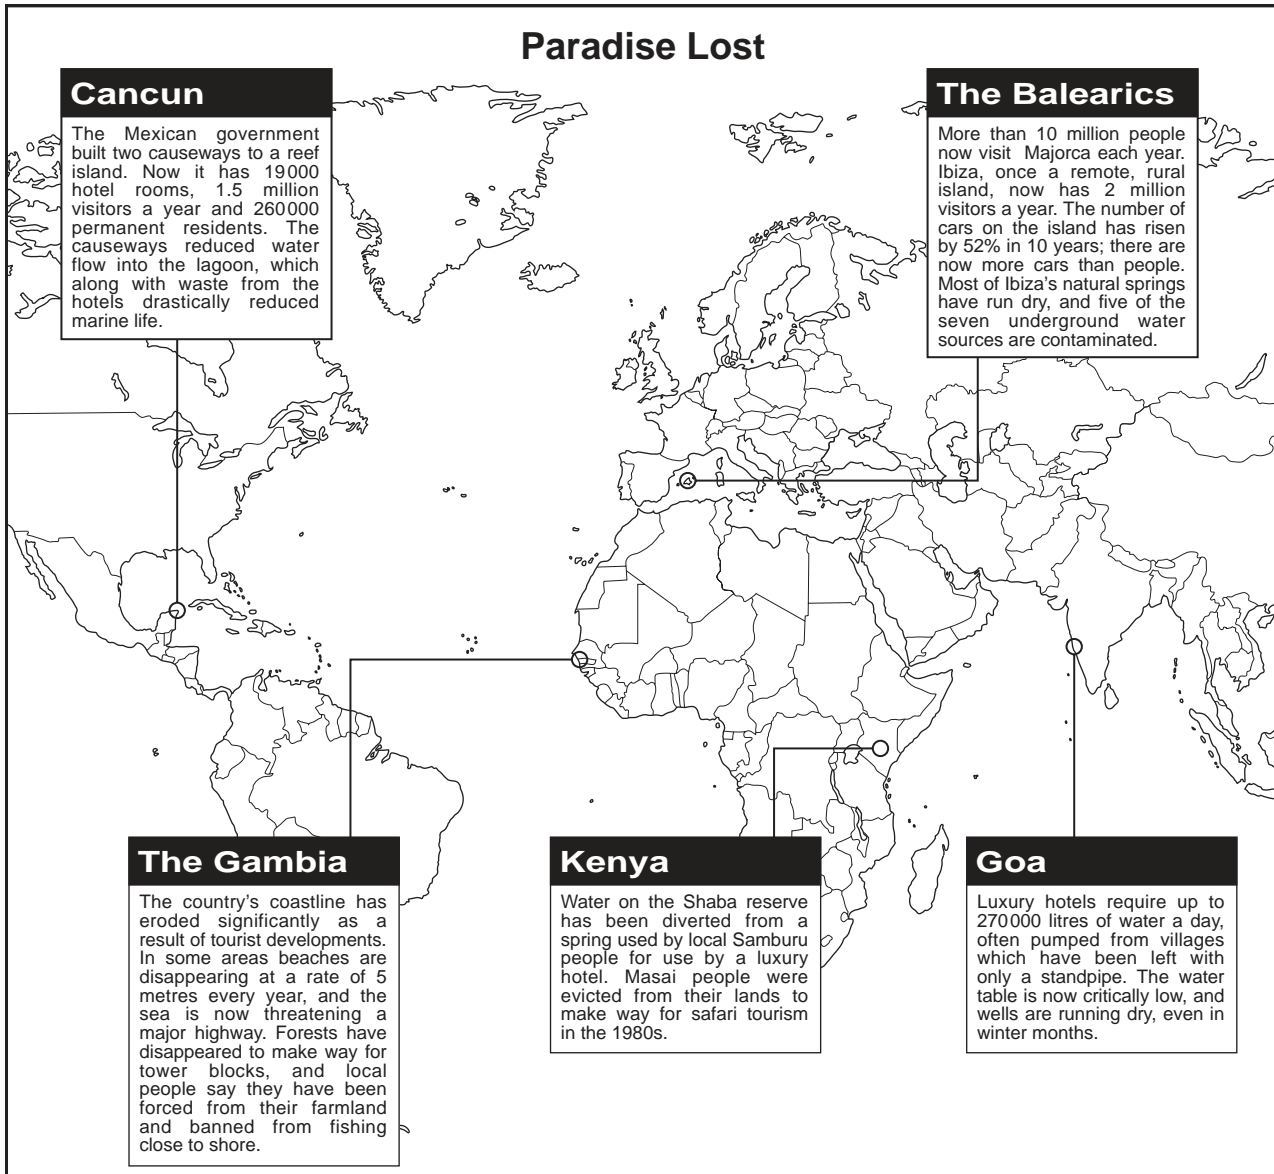 Paradise Lost
Cancun
The Mexican government
built two causeways to a reef
island. Now it has 19000
hotel rooms, 1.5 million
visitors a year and 260000
permanent residents. The
causeways reduced water
flow into the lagoon, which
along with waste from the
hotels drastically reduced
marine life.
The Balearics
More than 10 million people
now visit Majorca each year.
Ibiza, once a remote, rural
island, now has 2 million
visitors a year. The number of
cars on the island has risen
by 52% in 10 years; there are
now more cars than people.
Most of Ibiza's natural springs
have run dry, and five of the
seven underground water
sources are contaminated.
The Gambia
The country's coastline has
eroded significantly as a
result of tourist developments.
In some areas beaches are
disappearing at a rate of 5
metres every year, and the
sea is now threatening a
major highway. Forests have
disappeared to make way for
tower blocks, and local
people say they have been
forced from their farmland
and banned from fishing
close to shore.
Kenya
Water on the Shaba reserve
has been diverted from a
spring used by local Samburu
people for use by a luxury
hotel. Masai people were
evicted from their lands to
make way for safari tourism
in the 1980s.
Goa
Luxury hotels require up to
270000 litres of water a day,
often pumped from villages
which have been left with
only a standpipe. The water
table is now critically low, and
wells are running dry, even in
winter months.